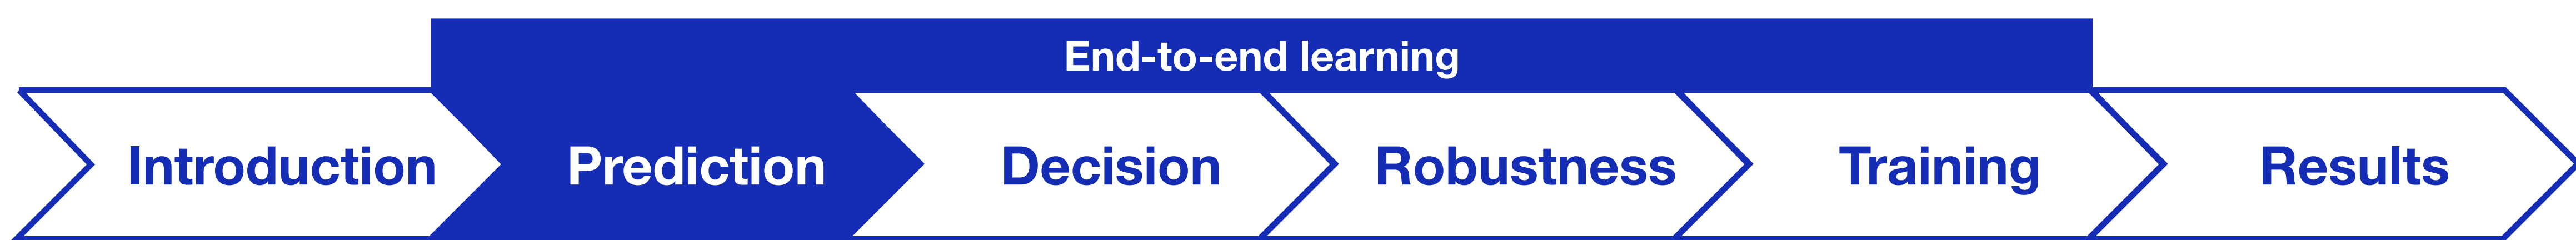 End-to-end learning
Introduction Prediction Decision Robustness Training Results